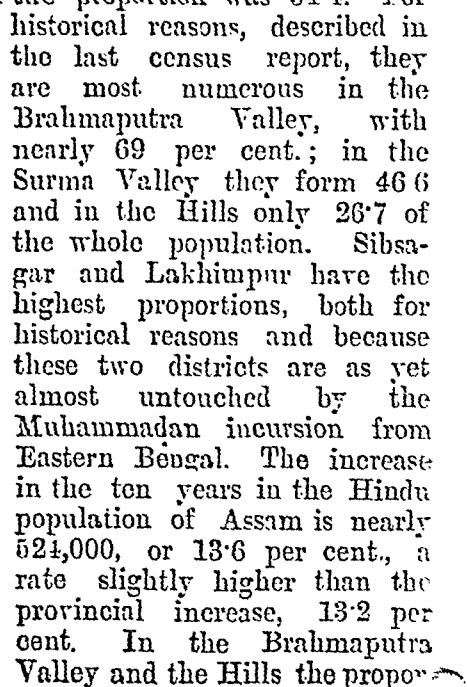 the proportion was
historical reasons, described in
the last census report, they
are most numerous in the
Brahmaputra Valley, with
nearly 69 per cent.; in the
Surma Valley they form 46 6
and in the Hills only 26·7 of
the whole population. Sibsa-
gar and Lakhimpur have the
highest proportions, both for
historical reasons and because
these two districts are as yet
almost untouched by the
Muhammadan incursion from
Eastern Bengal. The increase
in the ten years in the Hindu
population of Assam is nearly
524,000, or 13·6 per cent., a
rate slightly higher than the
provincial increase, 13·2 per
cent. In the Brahmaputra
Valley and the Hills the propor-